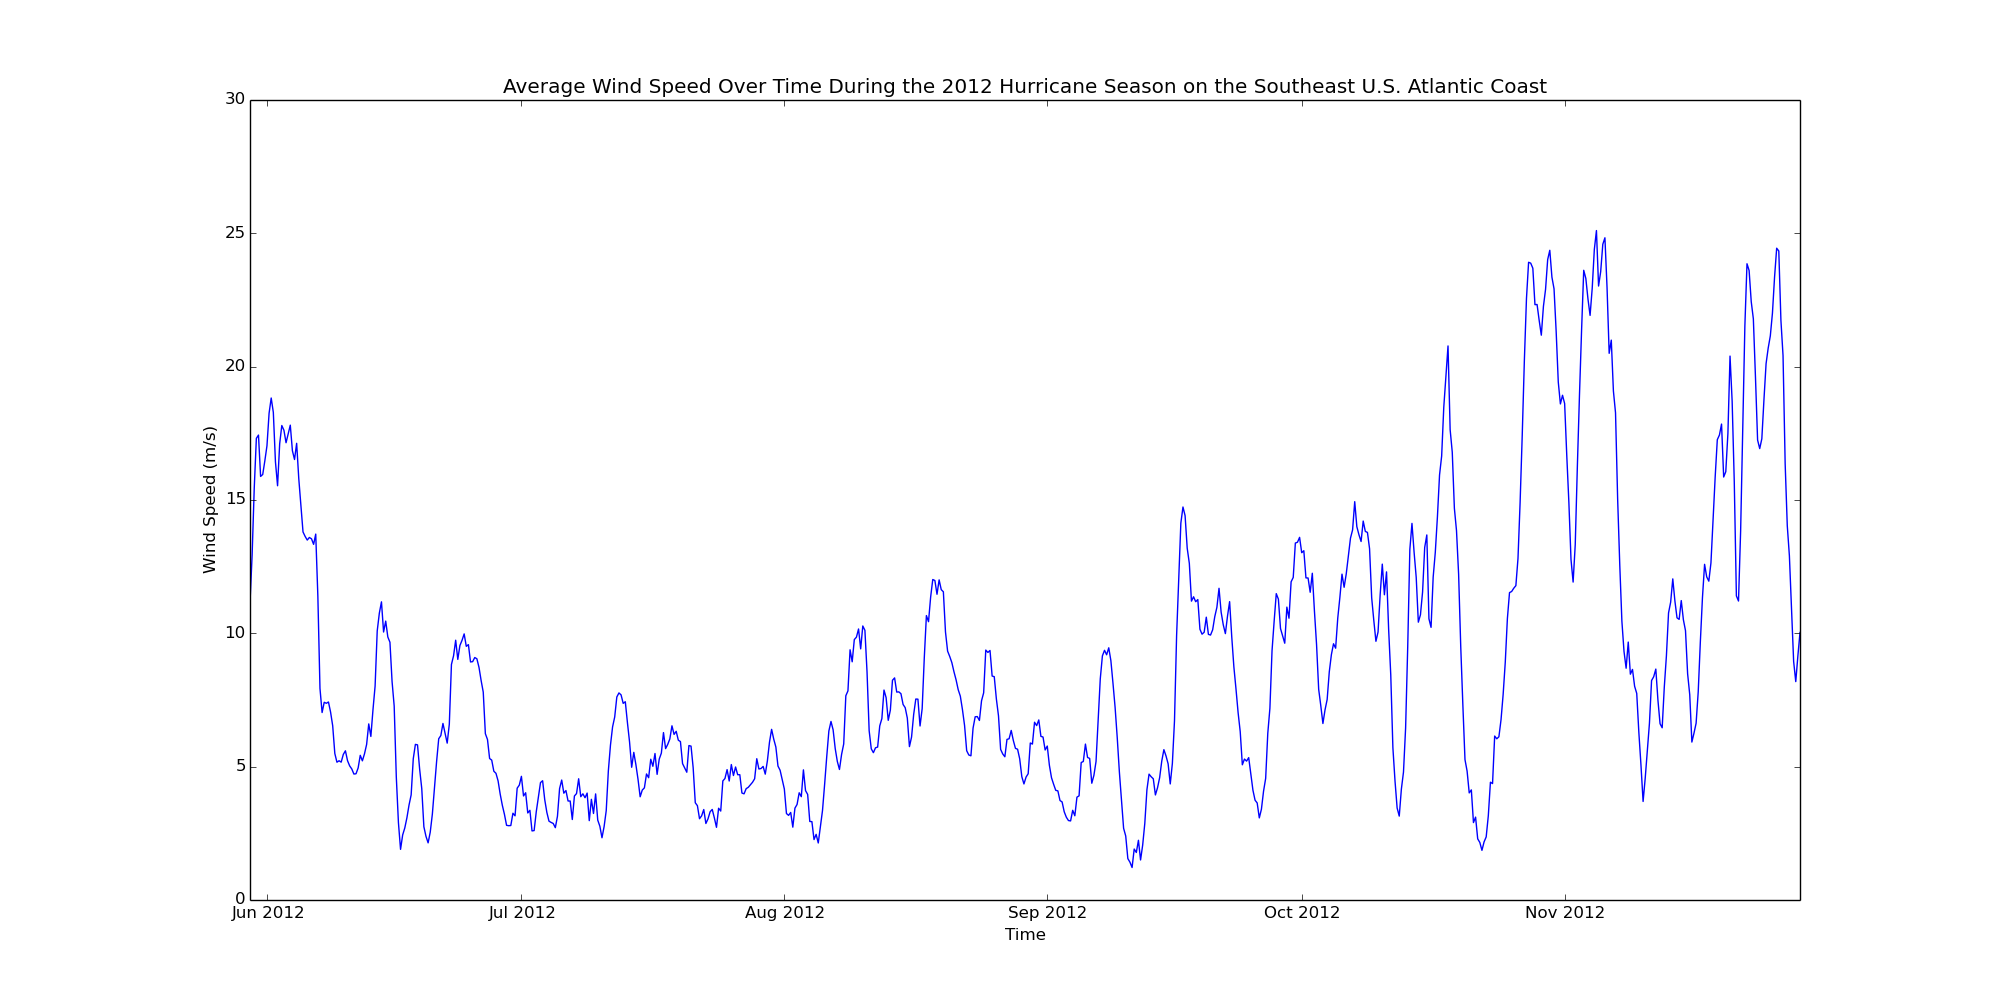 Average Wind Speed Over Time During the 2012 Hurricane Season on the Southeast U.S. Atlantic Coast
30
25
20
15
10
5
0
Wind Speed (m/s)
Jun 2012 Jul 2012 Aug 2012 Sep 2012 Oct 2012 Nov 2012
Time